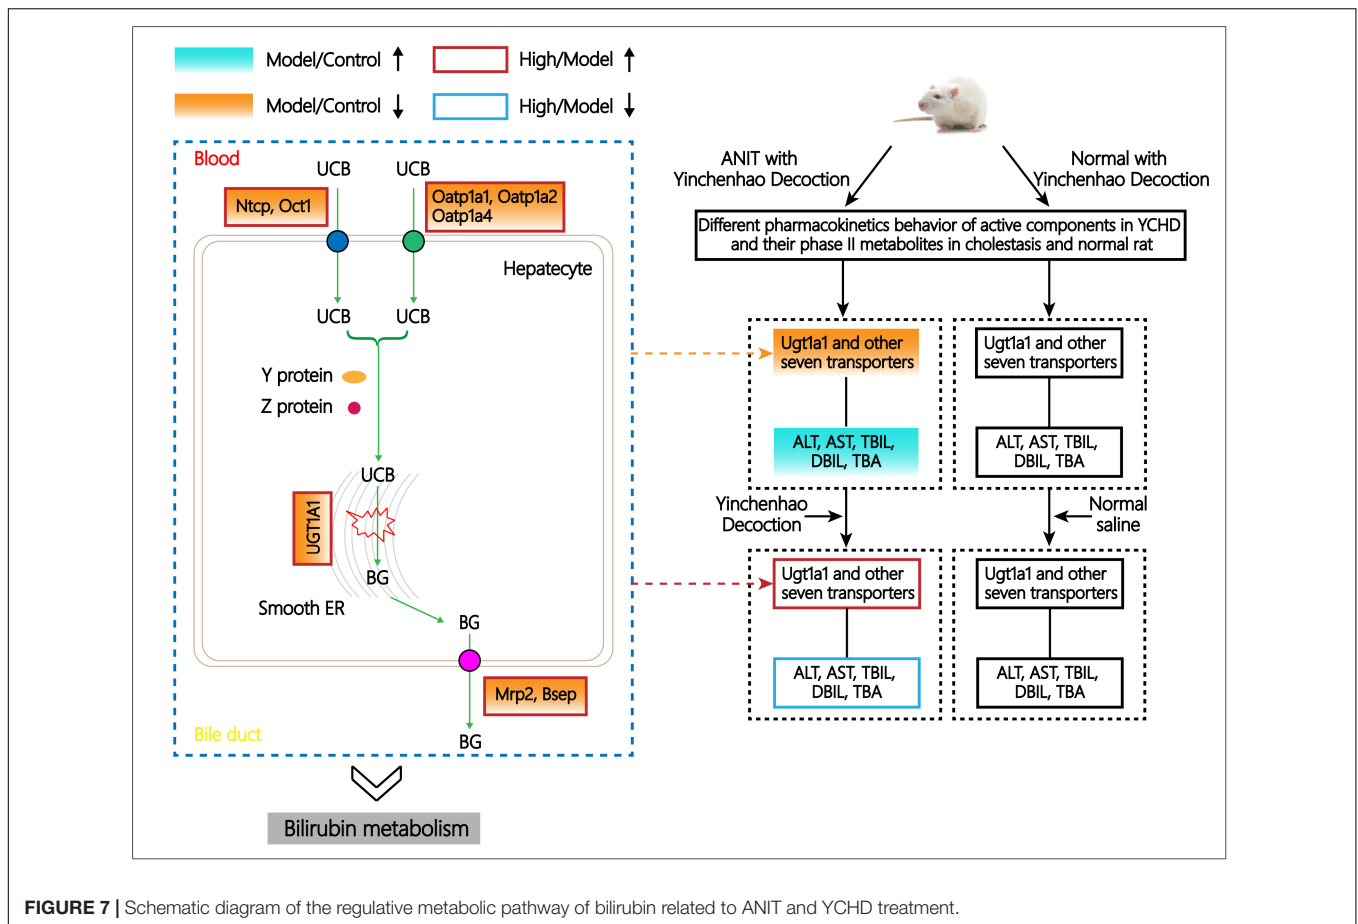 Model/Control
High/Model
Model/Control
High/Model
Blood
UCB
UCB
Ntcp, Oct1
Oatp1a1, Oatp1a2
Oatp1a4
Hepatecyte
UCB
UCB
Y protein
Z protein
UCB
UGT1A1
BG
Smooth ER
BG
Mrp2, Bsep
Bile duct
BG
Bilirubin metabolism
ANIT with
Yinchenhao Decoction
Normal with
Yinchenhao Decoction
Different pharmacokinetics behavior of active components in YCHD
and their phase II metabolites in cholestasis and normal rat
Ugt1a1 and other
seven transporters
Ugt1a1 and other
seven transporters
ALT, AST, TBIL,
DBIL, TBA
ALT, AST, TBIL,
DBIL, TBA
Yinchenhao
Decoction
Normal
saline
Ugt1a1 and other
seven transporters
Ugt1a1 and other
seven transporters
ALT, AST, TBIL,
DBIL, TBA
ALT, AST, TBIL,
DBIL, TBA
FIGURE 7 | Schematic diagram of the regulative metabolic pathway of bilirubin related to ANIT and YCHD treatment.